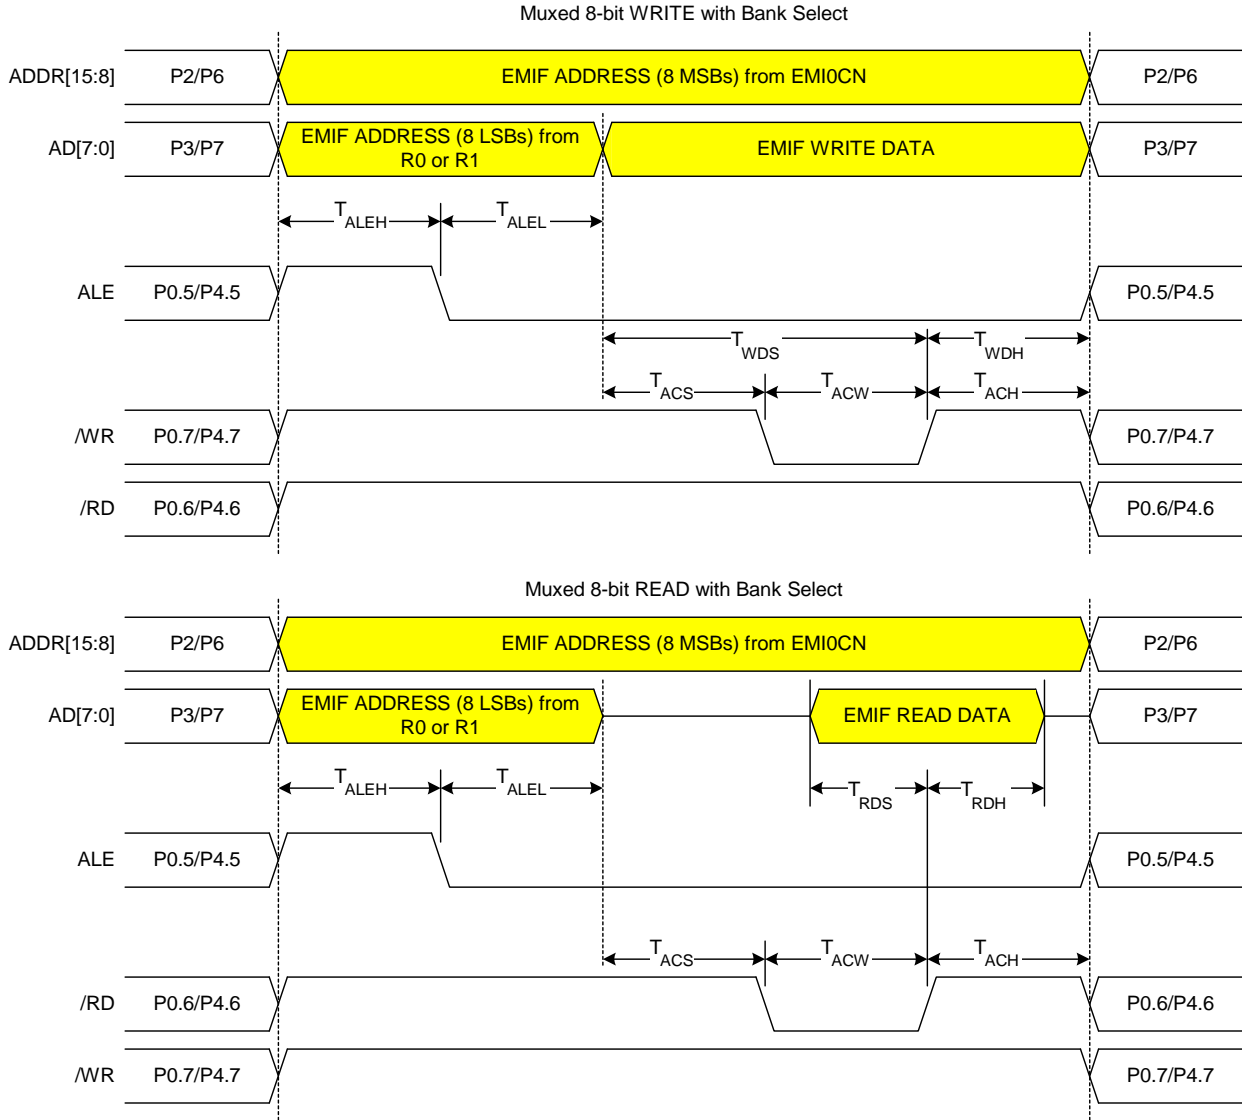 Muxed 8-bit WRITE with Bank Select
ADDR[15:8] P2/P6 EMIF ADDRESS (8 MSBs) from EMI0CN P2/P6
AD[7:0] P3/P7 EMIF ADDRESS (8 LSBs) from R0 or R1 EMIF WRITE DATA P3/P7
TALEH TALEL
ALE P0.5/P4.5 P0.5/P4.5
TWDS TWDH
TACS TACW TACH
/WR P0.7/P4.7 P0.7/P4.7
/RD P0.6/P4.6 P0.6/P4.6
Muxed 8-bit READ with Bank Select
ADDR[15:8] P2/P6 EMIF ADDRESS (8 MSBs) from EMI0CN P2/P6
AD[7:0] P3/P7 EMIF ADDRESS (8 LSBs) from R0 or R1 EMIF READ DATA P3/P7
TALEH TALEL TRDS TRDH
ALE P0.5/P4.5 P0.5/P4.5
TACS TACW TACH
/RD P0.6/P4.6 P0.6/P4.6
/WR P0.7/P4.7 P0.7/P4.7